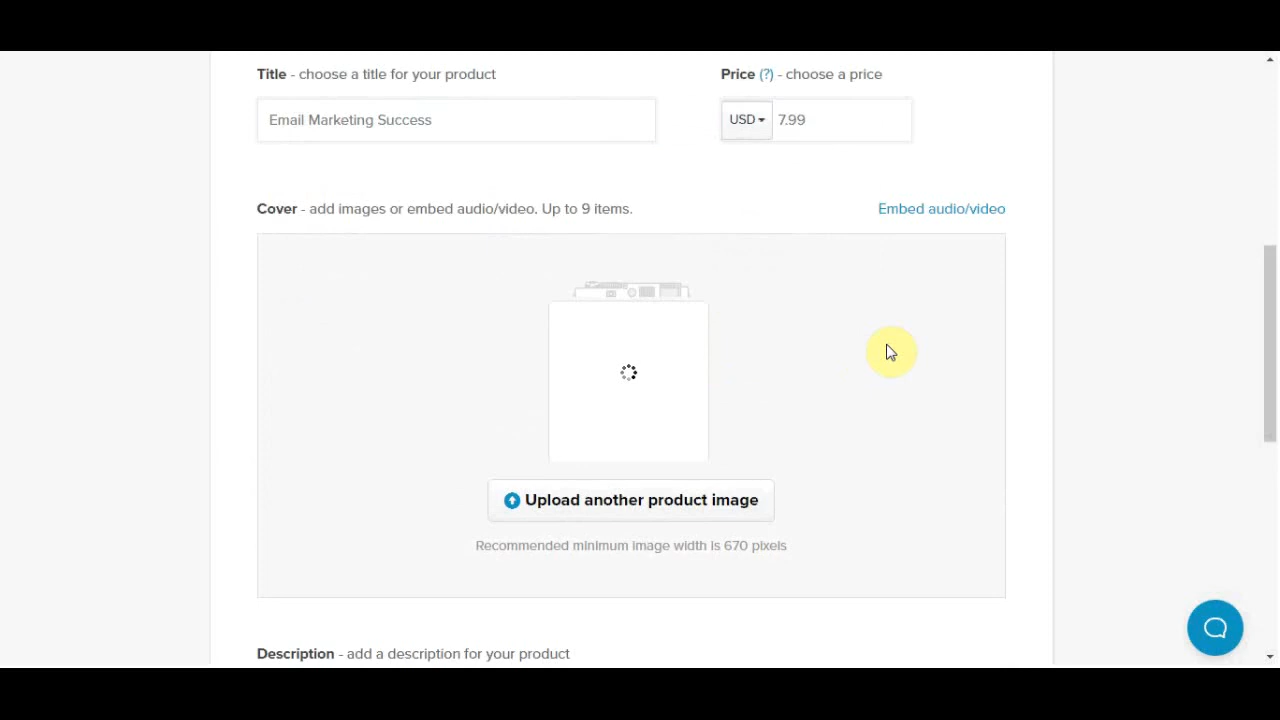 Title - choose a title for your product
Price (?) - choose a price
Email Marketing Success
USD 7.99
Cover - add images or embed audio/video. Up to 9 items.
Embed audio/video
Upload another product image
Recommended minimum image width is 670 pixels
Description - add a description for your product